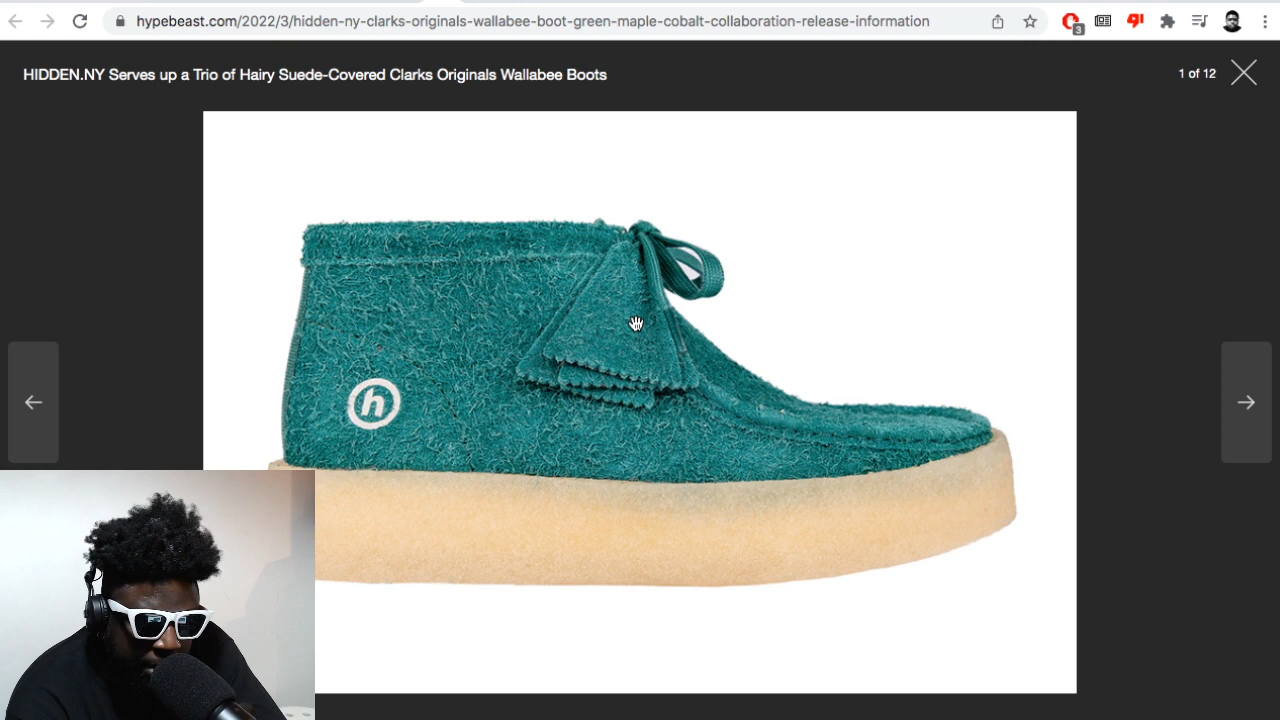 hypebeast.com/2022/3/hidden-ny-clarks-originals-wallabee-boot-green-maple-cobalt-collaboration-release-information
3
HIDDEN.NY Serves up a Trio of Hairy Suede-Covered Clarks Originals Wallabee Boots
1 of 12
h